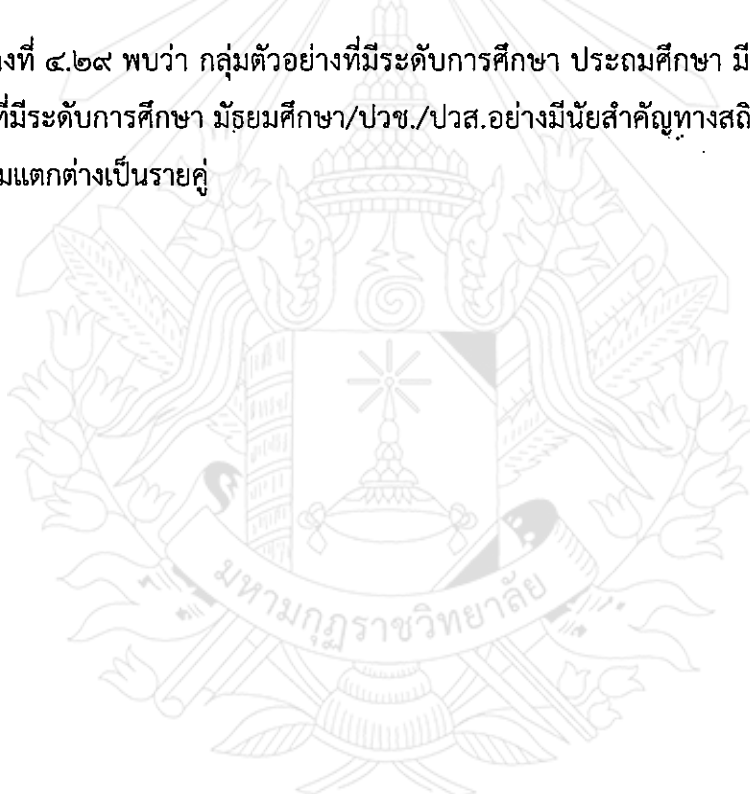 งที่ ๔.๒๙ พบว่า กลุ่มตัวอย่างที่มีระดับการศึกษา ประถมศึกษา มี
ที่มีระดับการศึกษา มัธยมศึกษา/ปวช./ปวส.อย่างมีนัยสำคัญทางสถิ
มแตกต่างเป็นรายคู่
มหามกุฏราชวิทยาลัย